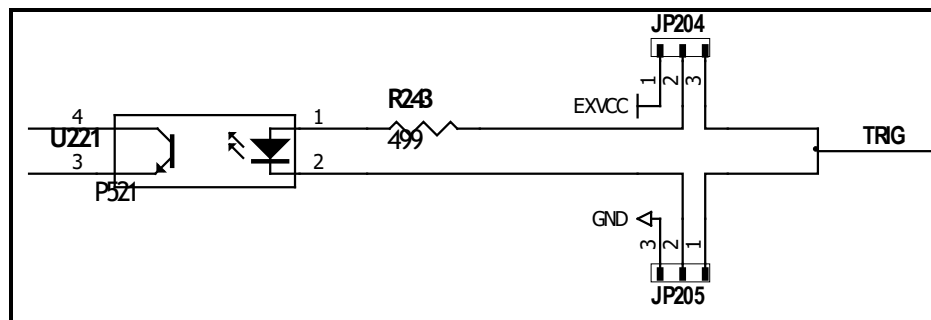 JP204
1 2 3
EXVCC
R243
499
4
U221
3
P521
1
2
TRIG
GND
3 2 1
JP205